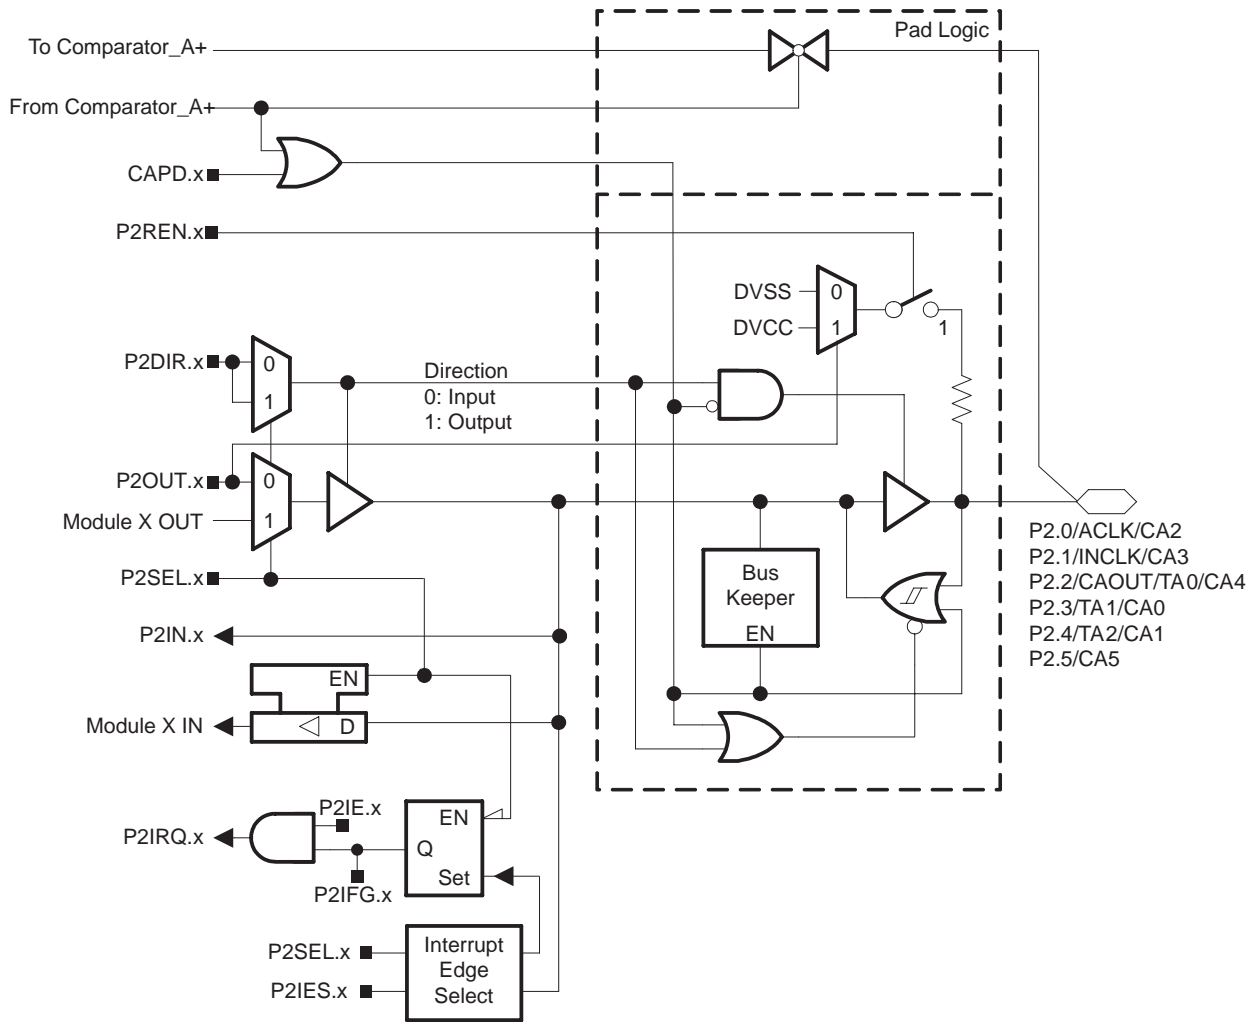 Pad Logic
To Comparator_A+
From Comparator_A+
CAPD.x
P2REN.x
DVSS
0
DVCC
1
1
P2DIR.x
0
1
Direction
0: Input
1: Output
P2OUT.x
0
Module X OUT
1
P2SEL.x
Bus
Keeper
EN
P2.0/ACLK/CA2
P2.1/INCLK/CA3
P2.2/CAOUT/TA0/CA4
P2.3/TA1/CA0
P2.4/TA2/CA1
P2.5/CA5
P2IN.x
EN
Module X IN
D
P2IE.x
P2IRQ.x
EN
Q
Set
P2IFG.x
P2SEL.x
P2IES.x
Interrupt
Edge
Select